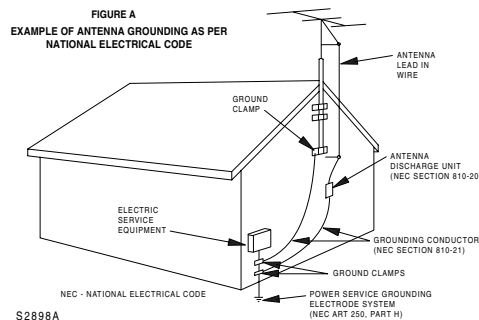 FIGURE A
EXAMPLE OF ANTENNA GROUNDING AS PER
NATIONAL ELECTRICAL CODE
ANTENNA
LEAD IN
WIRE
GROUND
CLAMP
ANTENNA
DISCHARGE UNIT
(NEC SECTION 810-20
ELECTRIC
SERVICE
EQUIPMENT
GROUNDING CONDUCTOR
(NEC SECTION 810-21)
GROUND CLAMPS
NEC - NATIONAL ELECTRICAL CODE
POWER SERVICE GROUNDING
ELECTRODE SYSTEM
(NEC ART 250, PART H)
S2898A